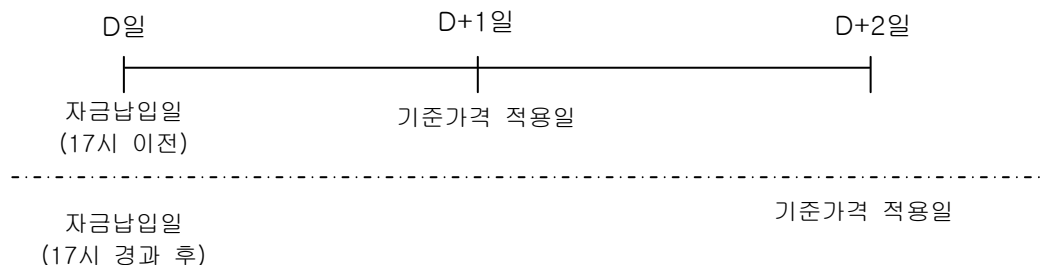 D일
D+1일
D+2일
자금납입일
(17시 이전)
기준가격 적용일
자금납입일
(17시 경과 후)
기준가격 적용일